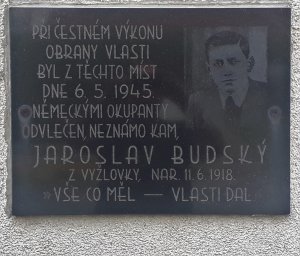 PŘI ČESTNÉM VÝKONU
OBRANY VLASTI
BYL Z TĚCHTO MÍST
DNE 6.5.1945.
NĚMECKÝMI OKUPANTY
ODVLEČEN, NEZNÁMO KAM,
JAROSLAV BUDSKÝ
Z VYŽLOVKY, NAR. 11.6.1918.
„VŠE CO MĚL — VLASTI DAL"